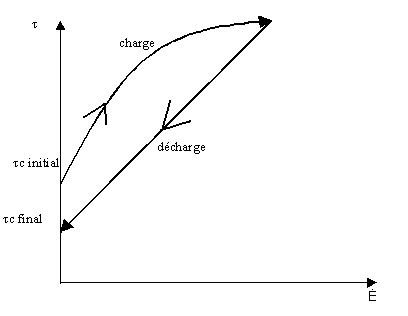 τ
charge
τc initial
décharge
τc final
Ė